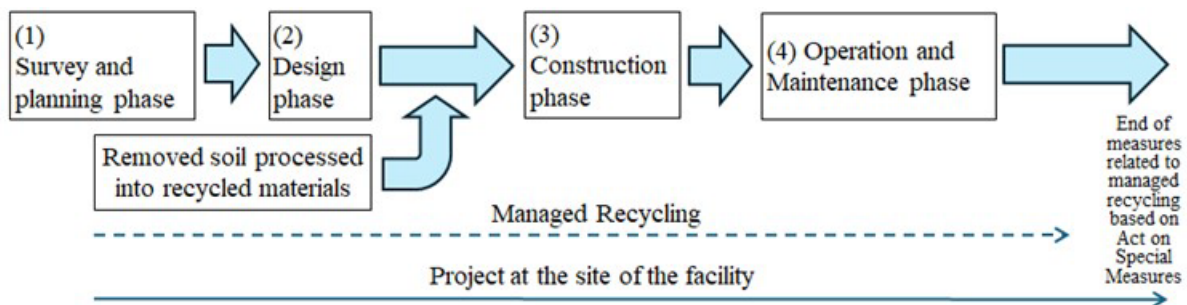 (1)
Survey and
planning phase
(2)
Design
phase
(3)
Construction
phase
(4) Operation and
Maintenance phase
Removed soil processed
into recycled materials
End of
measures
related to
managed
recycling
based on
Act on
Special
Measures
Managed Recycling
Project at the site of the facility